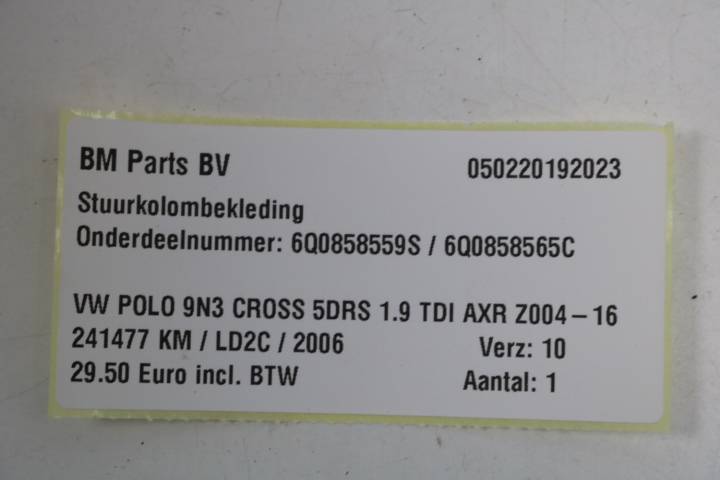 BM Parts BV 050220192023
Stuurkolombekleding
Onderdeelnummer: 6Q0858559S / 6Q0858565C
VW POLO 9N3 CROSS 5DRS 1.9 TDI AXR Z004-16
241477 KM / LD2C / 2006 Verz: 10
29.50 Euro incl. BTW Aantal: 1